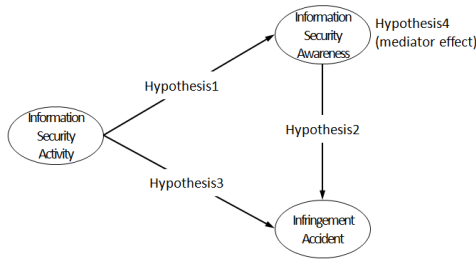 Information
Security
Awareness
Hypothesis4
(mediator effect)
Hypothesis1
Information
Security
Activity
Hypothesis2
Hypothesis3
Infringement
Accident